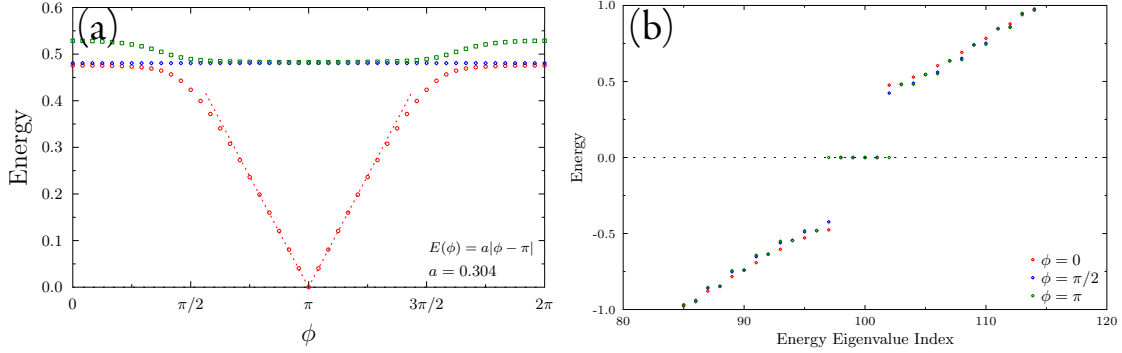 (a)
Energy
0.6
0.5
0.4
0.3
0.2
0.1
0.0
E(ϕ) = a|ϕ − π|
a = 0.304
0 π/2 π 3π/2 2π
ϕ
(b)
Energy
1.0
0.5
0.0
-0.5
-1.0
ϕ = 0
ϕ = π/2
ϕ = π
80 90 100 110 120
Energy Eigenvalue Index